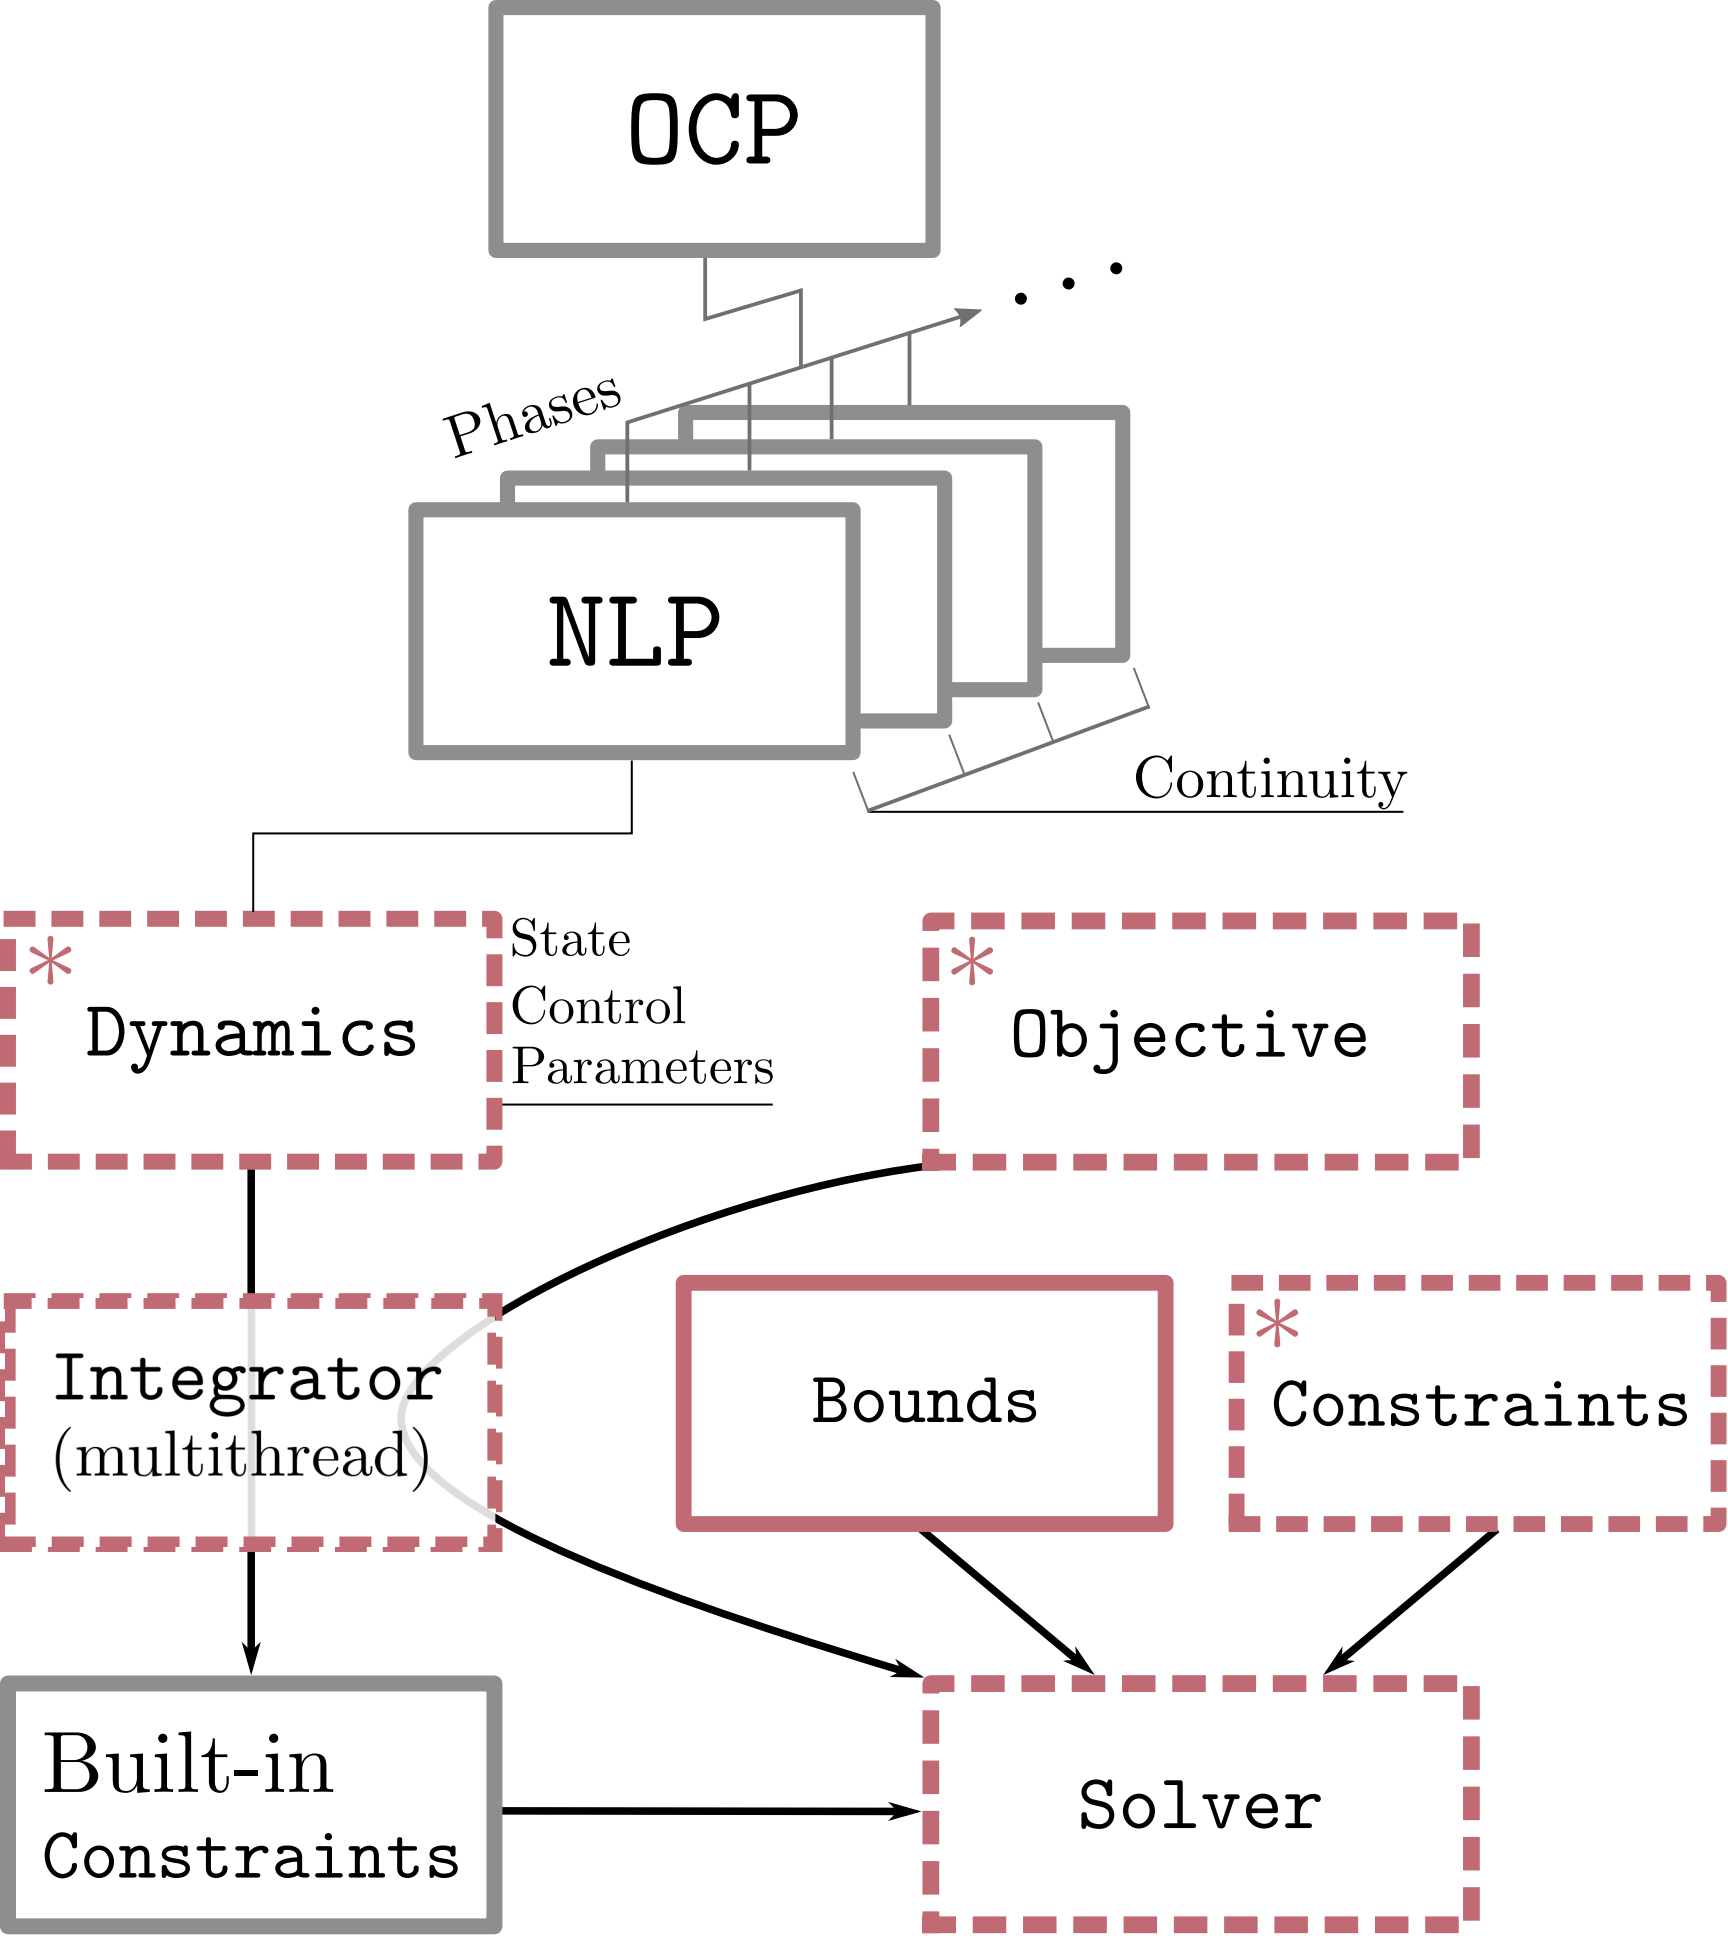 OCP
. . .
Phases
NLP
Continuity
State
Control
Parameters
*
Dynamics
*
Objective
Integrator
(multithread)
Bounds
*
Constraints
Built-in
Constraints
Solver